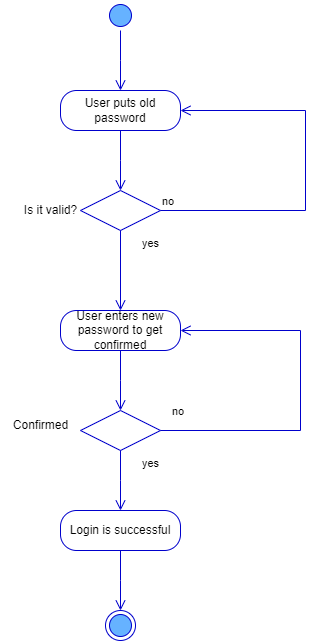 User puts old
password
no
Is it valid?
yes
User enters new
password to get
confirmed
no
Confirmed
yes
Login is successful